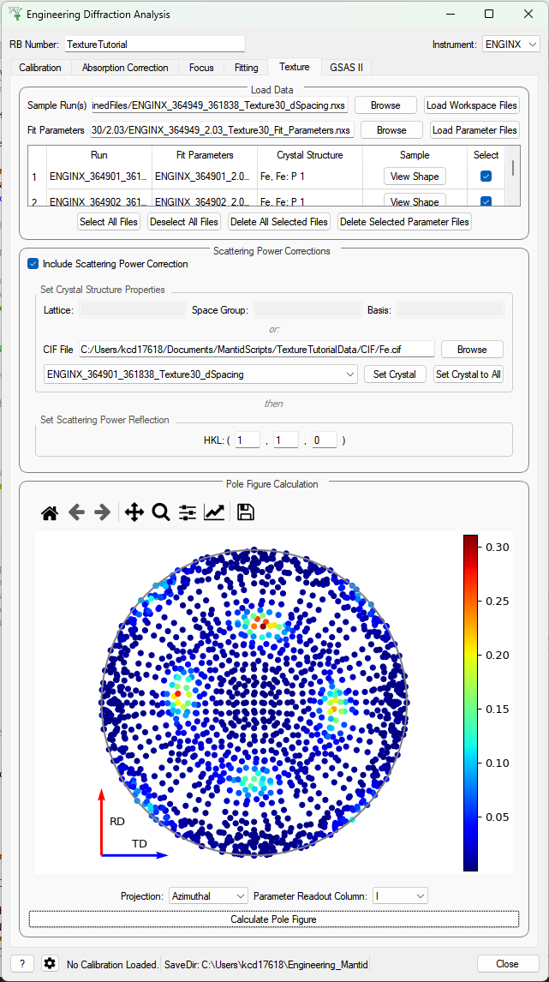 Engineering Diffraction Analysis
RB Number: TextureTutorial Instrument: ENGINX
Calibration Absorption Correction Focus Fitting Texture GSAS II
Load Data
Sample Run(s) inedFiles/ENGINX_364949_361838_Texture30_dSpacing.nxs Browse Load Workspace Files
Fit Parameters 30/2.03/ENGINX_364949_2.03_Texture30_Fit_Parameters.nxs Browse Load Parameter Files
Run Fit Parameters Crystal Structure Sample Select
1 ENGINX_364901_361... ENGINX_364901_2.0... Fe, Fe: P 1 View Shape
2 ENGINX_364902_361... ENGINX_364902_2.0... Fe, Fe: P 1 View Shape
Select All Files Deselect All Files Delete All Selected Files Delete Selected Parameter Files
Scattering Power Corrections
Include Scattering Power Correction
Set Crystal Structure Properties
Lattice: Space Group: Basis:
or:
CIF File C:/Users/kcd17618/Documents/MantidScripts/TextureTutorialData/CIF/Fe.cif Browse
ENGINX_364901_361838_Texture30_dSpacing Set Crystal Set Crystal to All
then
Set Scattering Power Reflection
HKL: ( 1 , 1 , 0 )
Pole Figure Calculation
0.30
0.25
0.20
0.15
0.10
0.05
RD
TD
Projection: Azimuthal Parameter Readout Column: I
Calculate Pole Figure
? No Calibration Loaded. SaveDir: C:\Users\kcd17618\Engineering_Mantid Close